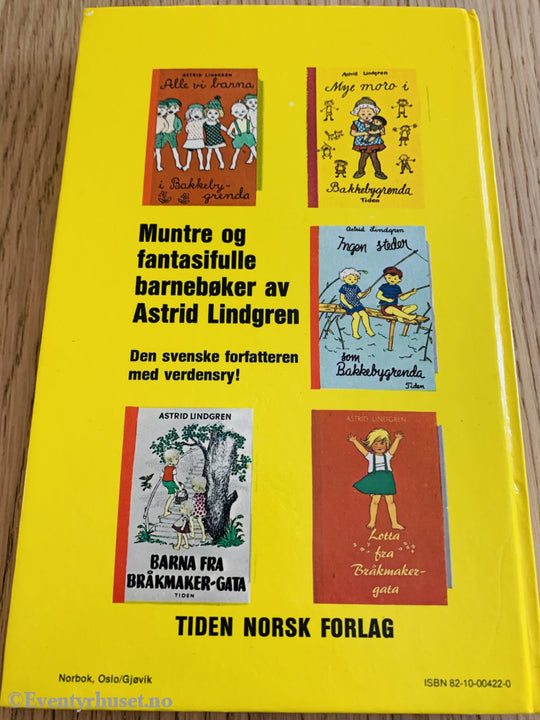 ASTRID LINDGREN
Alle vi barna
i Bakkeby-
grenda
Astrid Lindgren
Mye moro i
Bakkebygrenda
Tiden
Muntre og
fantasifulle
barnebøker av
Astrid Lindgren
Den svenske forfatteren
med verdensry!
Astrid Lindgren
Ingen steder
som
Bakkebygrenda
Tiden
ASTRID LINDGREN
BARNA FRA
BRÅKMAKER-GATA
TIDEN
ASTRID LINDGREN
Lotta
fra
Bråkmaker-
gata
TIDEN NORSK FORLAG
Norbok, Oslo/Gjøvik
ISBN 82-10-00422-0
©Eventyrhuset.no